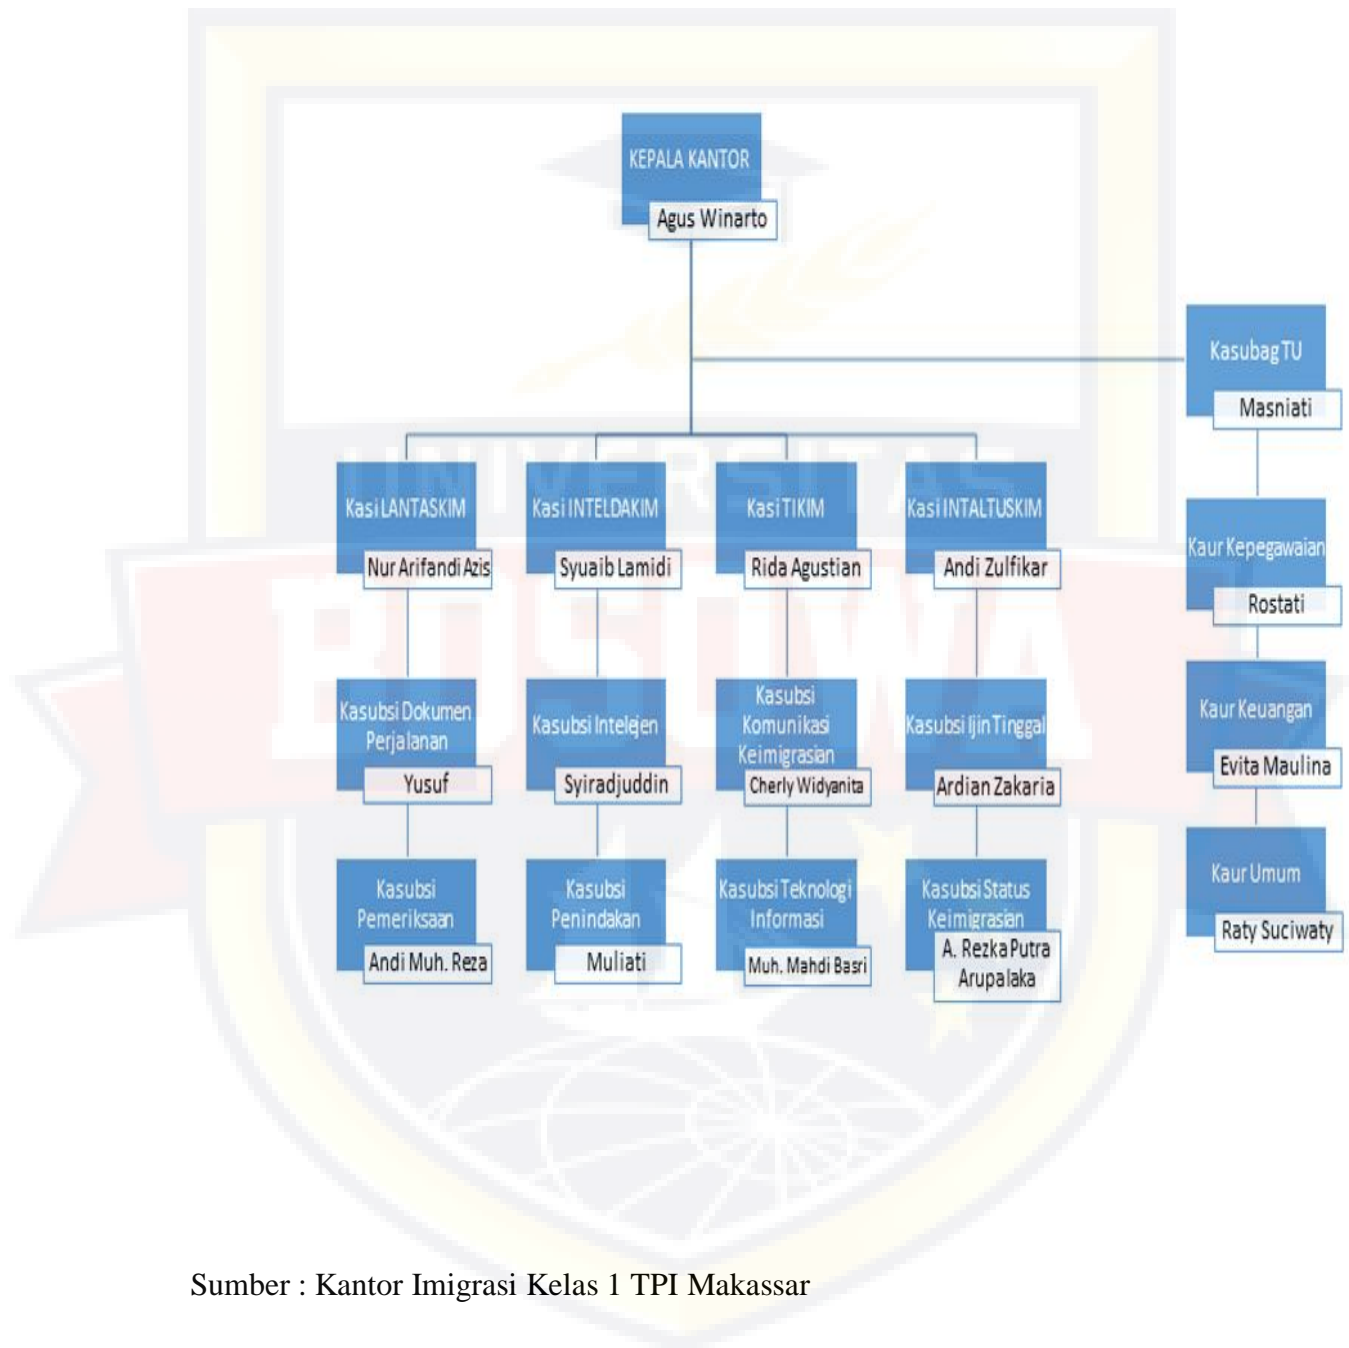 KEPALA KANTOR
Agus Winarto
Kasubag TU
Masniati
Kasi LANTASKIM
Nur Arifandi Azis
Kasi INTELDAKIM
Syuaib Lamidi
Kasi TIKIM
Rida Agustian
Kasi INTALTUSKIM
Andi Zulfikar
Kaur Kepegawaian
Rostati
Kasubsi Dokumen
Perjalanan
Yusuf
Kasubsi Intelejen
Syiradjuddin
Kasubsi
Komunikasi
Keimigrasian
Cherly Widyanita
Kasubsi Ijin Tinggal
Ardian Zakaria
Kaur Keuangan
Evita Maulina
Kasubsi
Pemeriksaan
Andi Muh. Reza
Kasubsi
Penindakan
Muliati
Kasubsi Teknologi
Informasi
Muh. Mahdi Basri
Kasubsi Status
Keimigrasian
A. Rezka Putra
Arupalaka
Kaur Umum
Raty Suciwaty
UNIVERSITAS
BOSOWA
Sumber : Kantor Imigrasi Kelas 1 TPI Makassar